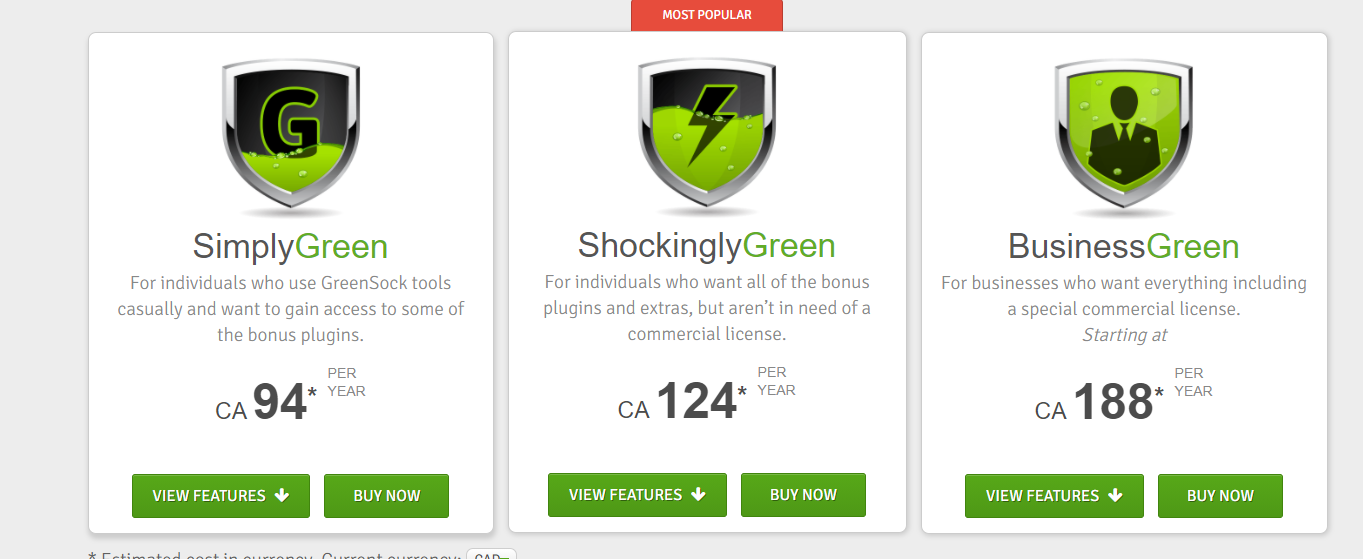 MOST POPULAR
G
SimplyGreen
For individuals who use GreenSock tools
casually and want to gain access to some of
the bonus plugins.
CA 94* PER YEAR
VIEW FEATURES
BUY NOW
ShockinglyGreen
For individuals who want all of the bonus
plugins and extras, but aren’t in need of a
commercial license.
CA 124* PER YEAR
VIEW FEATURES
BUY NOW
BusinessGreen
For businesses who want everything including
a special commercial license.
Starting at
CA 188* PER YEAR
VIEW FEATURES
BUY NOW
* Estimated cost in currency. Current currency: CAD